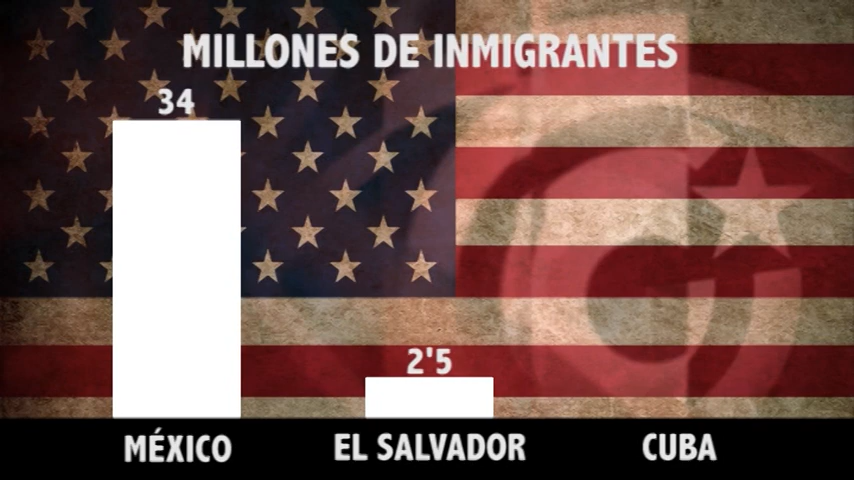 MILLONES DE INMIGRANTES
34
2'5
MÉXICO
EL SALVADOR
CUBA